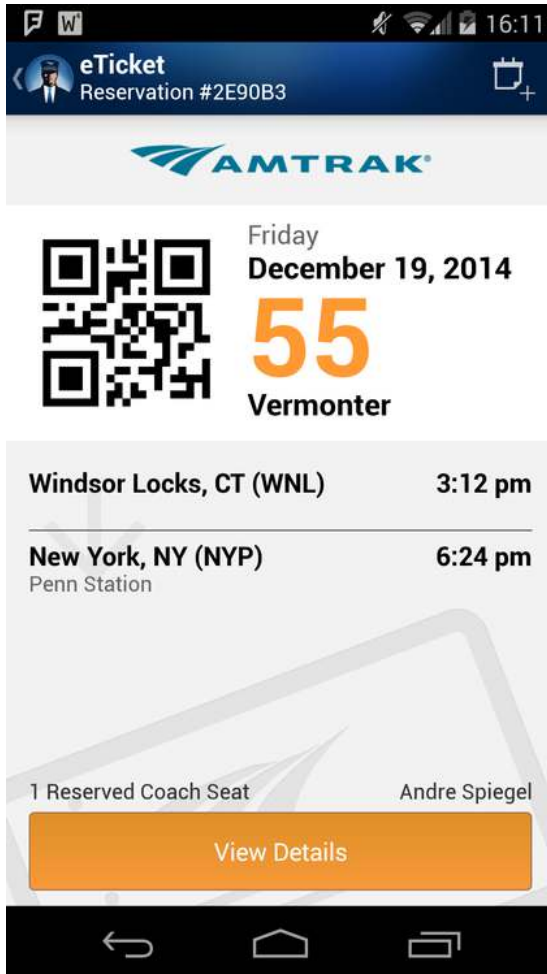 16:11
eTicket
Reservation #2E90B3
AMTRAK®
Friday
December 19, 2014
55
Vermonter
Windsor Locks, CT (WNL) 3:12 pm
New York, NY (NYP) 6:24 pm
Penn Station
1 Reserved Coach Seat Andre Spiegel
View Details